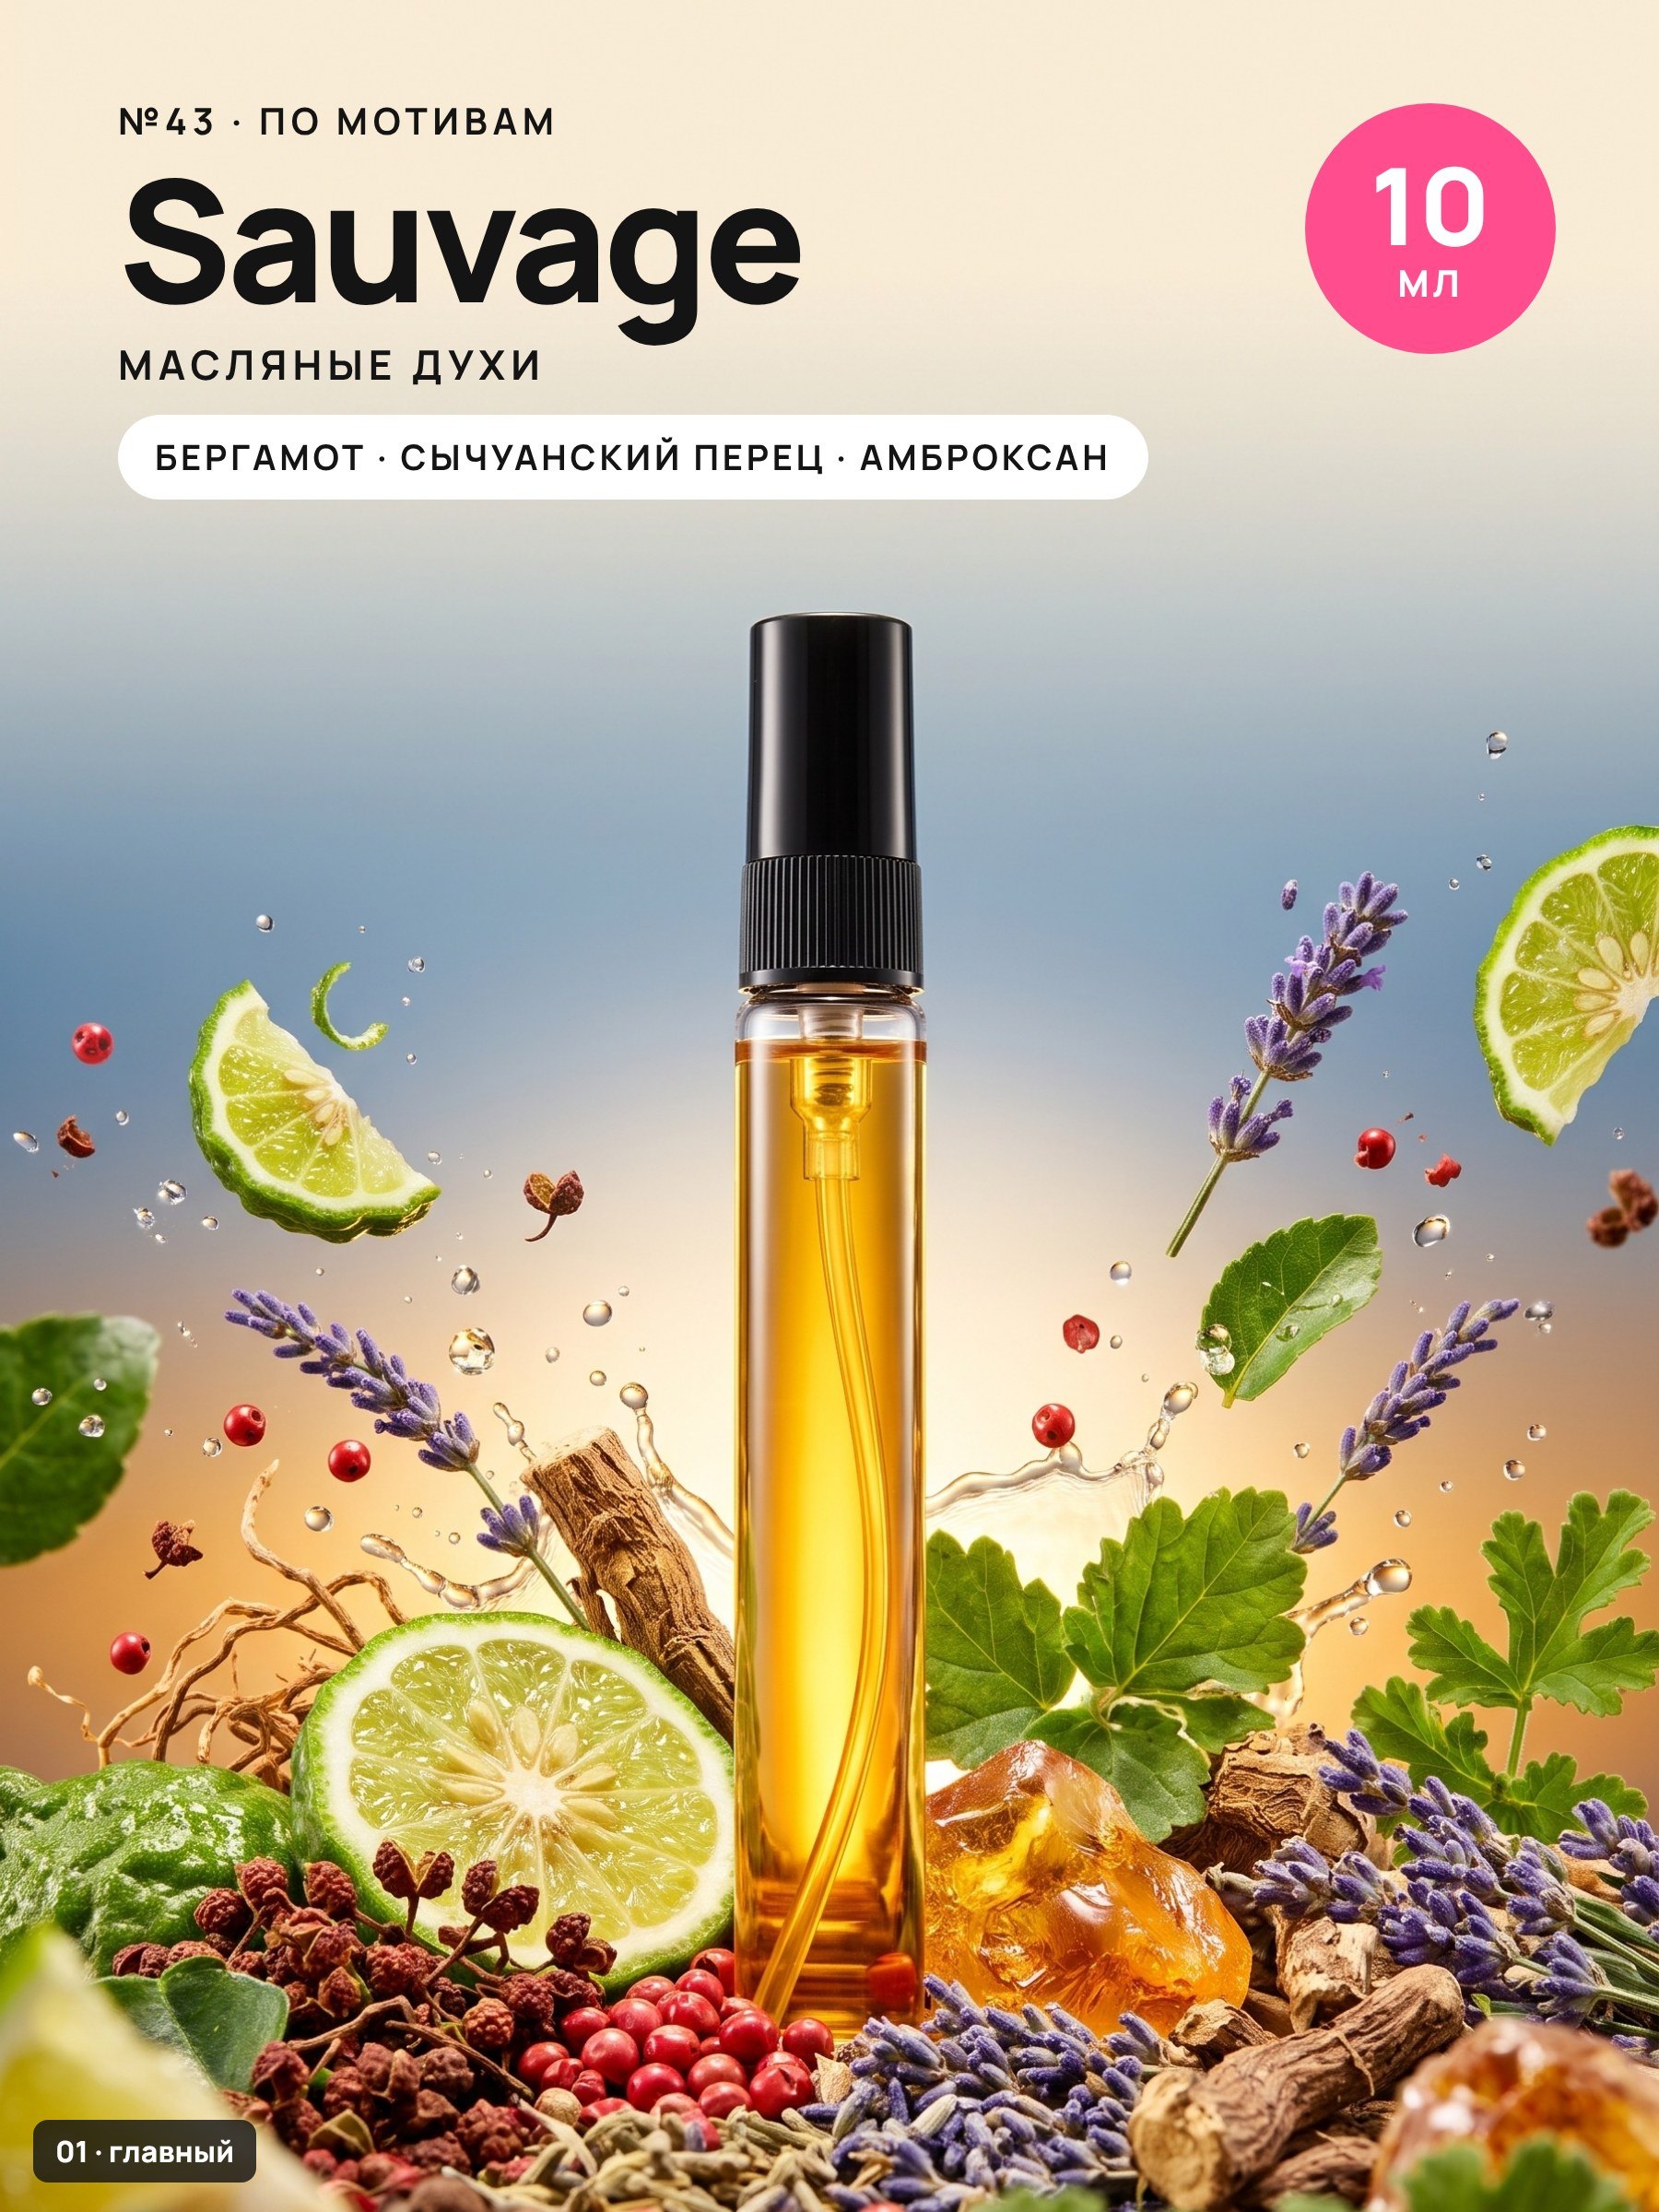 №43 · ПО МОТИВАМ
Sauvage
МАСЛЯНЫЕ ДУХИ
БЕРГАМОТ · СЫЧУАНСКИЙ ПЕРЕЦ · АМБРОКСАН
10
МЛ
01 · главный